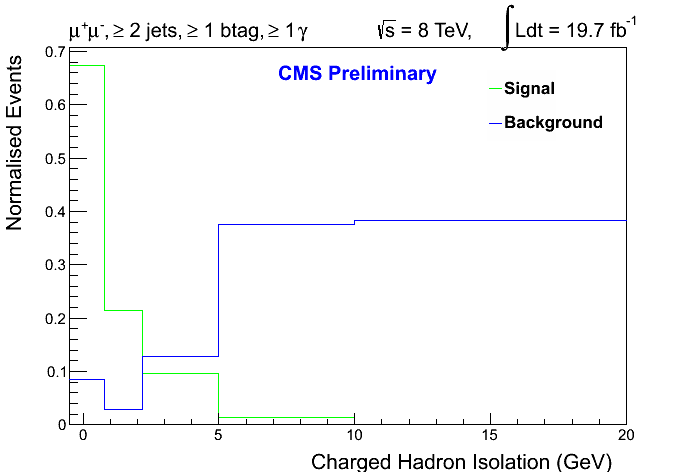 μ⁺μ⁻, ≥ 2 jets, ≥ 1 btag, ≥ 1 γ √s = 8 TeV, ∫Ldt = 19.7 fb⁻¹
CMS Preliminary
Signal
Background
Normalised Events
0.7
0.6
0.5
0.4
0.3
0.2
0.1
0
0 5 10 15 20
Charged Hadron Isolation (GeV)